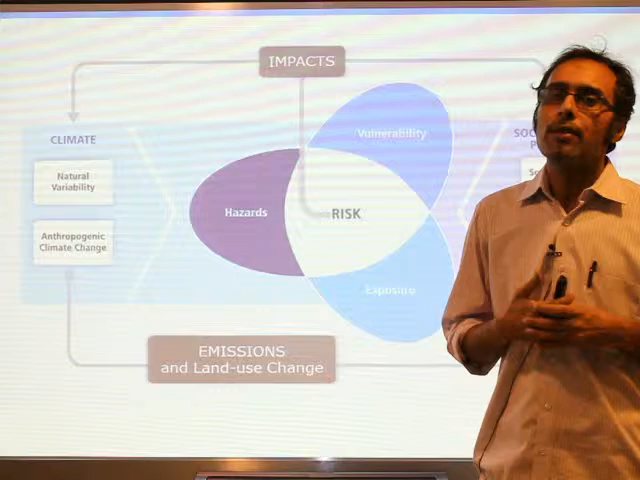 IMPACTS
CLIMATE
Natural
Variability
Anthropogenic
Climate Change
Vulnerability
Hazards
RISK
Exposure
EMISSIONS
and Land-use Change